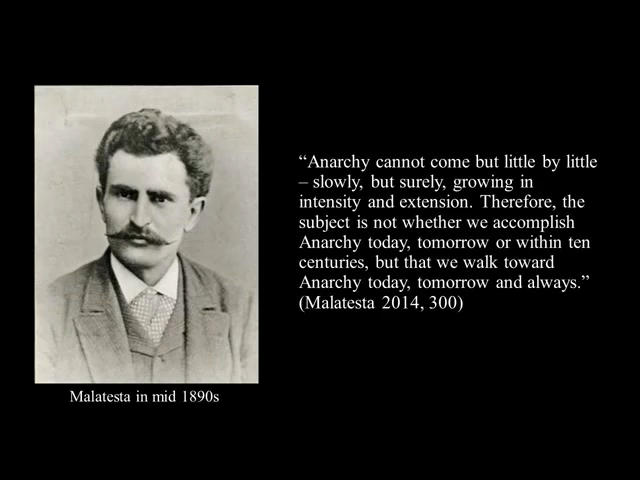 “Anarchy cannot come but little by little
– slowly, but surely, growing in
intensity and extension. Therefore, the
subject is not whether we accomplish
Anarchy today, tomorrow or within ten
centuries, but that we walk toward
Anarchy today, tomorrow and always.”
(Malatesta 2014, 300)
Malatesta in mid 1890s